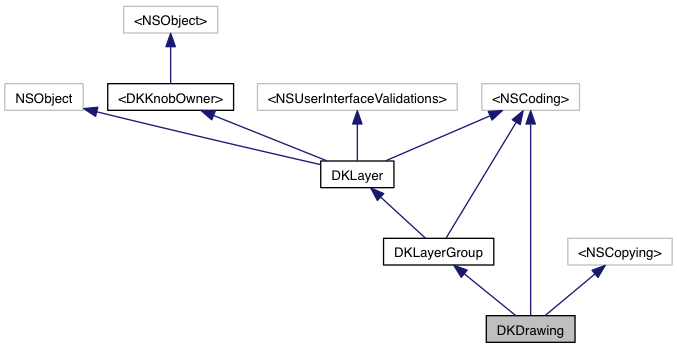 <NSObject>
NSObject
<DKKnobOwner>
<NSUserInterfaceValidations>
<NSCoding>
DKLayer
DKLayerGroup
<NSCopying>
DKDrawing